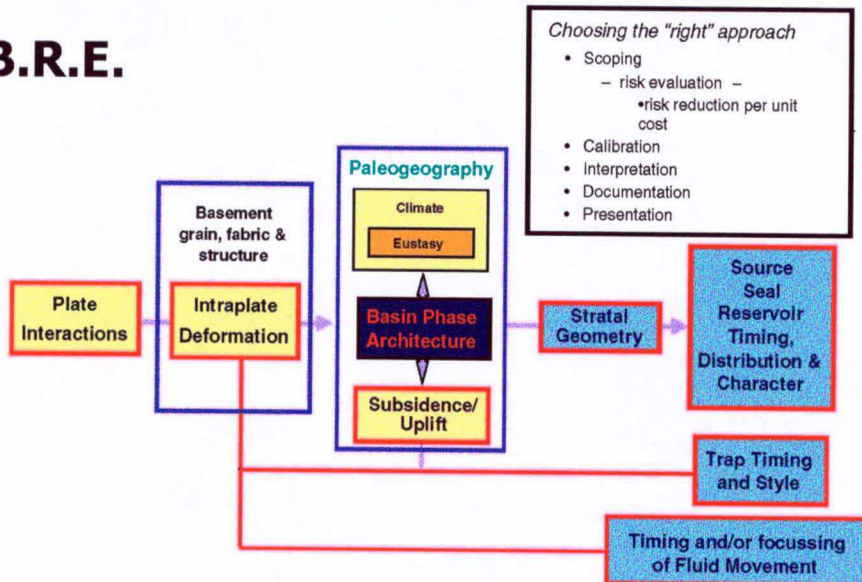 B.R.E.
Choosing the “right” approach
• Scoping
– risk evaluation –
•risk reduction per unit
cost
• Calibration
• Interpretation
• Documentation
• Presentation
Paleogeography
Climate
Eustasy
Basement
grain, fabric &
structure
Plate
Interactions
Intraplate
Deformation
Basin Phase
Architecture
Subsidence/
Uplift
Stratal
Geometry
Source
Seal
Reservoir
Timing,
Distribution &
Character
Trap Timing
and Style
Timing and/or focussing
of Fluid Movement